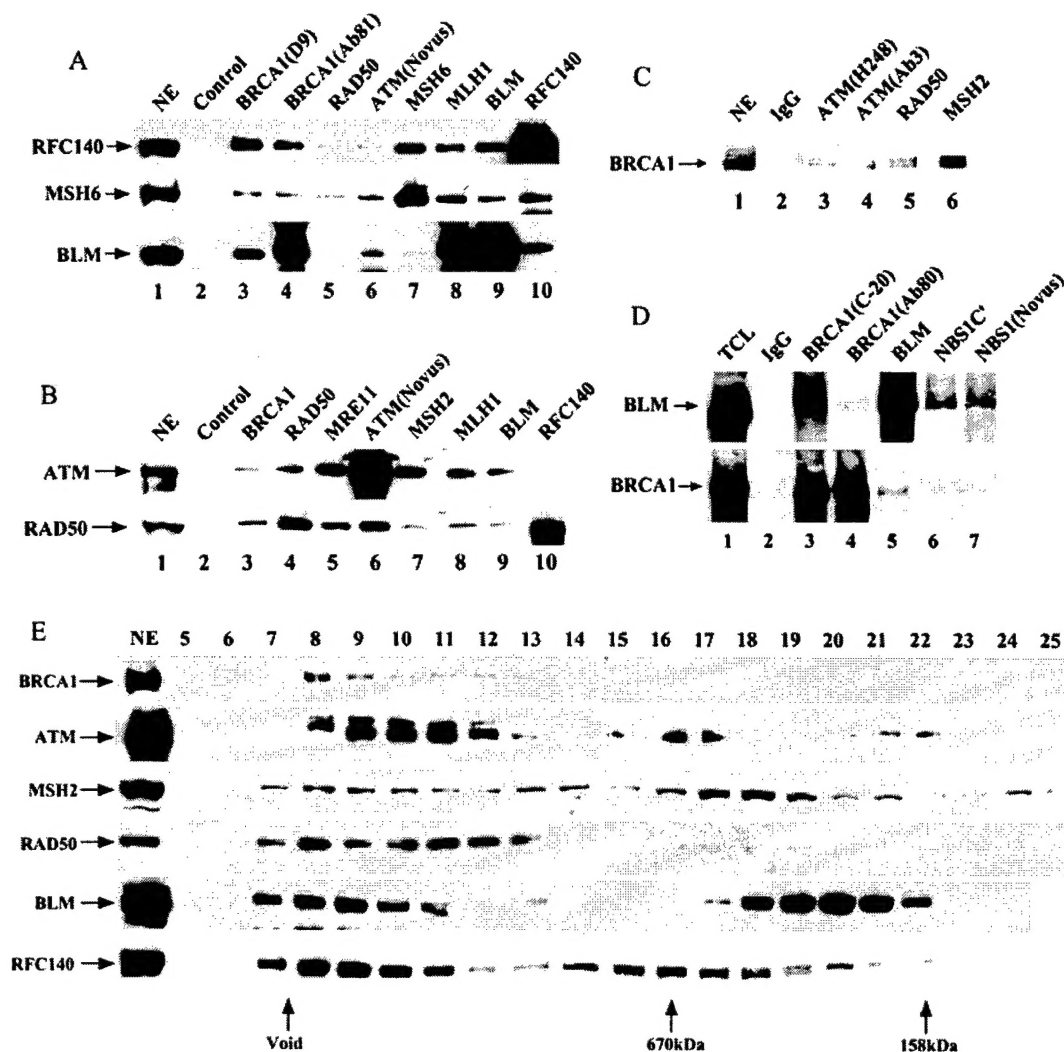 A
NE Control BRCA1(D9) BRCA1(Ab81) RAD50 ATM(Novus) MSH6 MLH1 BLM RFC140
RFC140
MSH6
BLM
1 2 3 4 5 6 7 8 9 10
B
NE Control BRCA1 RAD50 MRE11 ATM(Novus) MSH2 MLH1 BLM RFC140
ATM
RAD50
1 2 3 4 5 6 7 8 9 10
C
NE IgG ATM(H248) ATM(Ab3) RAD50 MSH2
BRCA1
1 2 3 4 5 6
D
TCL IgG BRCA1(C-20) BRCA1(Ab80) BLM NBS1C' NBS1(Novus)
BLM
BRCA1
1 2 3 4 5 6 7
E
NE 5 6 7 8 9 10 11 12 13 14 15 16 17 18 19 20 21 22 23 24 25
BRCA1
ATM
MSH2
RAD50
BLM
RFC140
Void 670kDa 158kDa